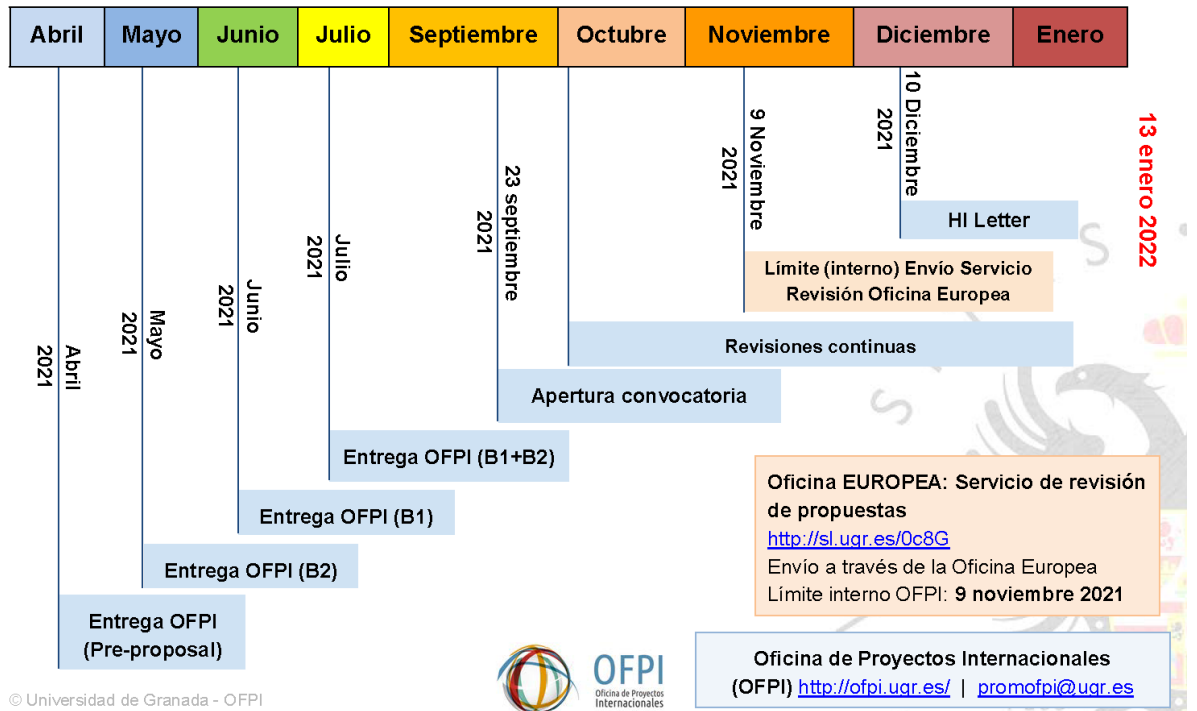 Abril
Mayo
Junio
Julio
Septiembre
Octubre
Noviembre
Diciembre
Enero
10 Diciembre
2021
9 Noviembre
2021
13 enero 2022
23 septiembre
2021
Julio
2021
Junio
2021
Mayo
2021
Abril
2021
HI Letter
Límite (interno) Envío Servicio
Revisión Oficina Europea
Revisiones continuas
Apertura convocatoria
Entrega OFPI (B1+B2)
Entrega OFPI (B1)
Entrega OFPI (B2)
Entrega OFPI
(Pre-proposal)
Oficina EUROPEA: Servicio de revisión
de propuestas
http://sl.ugr.es/0c8G
Envío a través de la Oficina Europea
Límite interno OFPI: 9 noviembre 2021
OFPI
Oficina de Proyectos
Internacionales
Oficina de Proyectos Internacionales
(OFPI) http://ofpi.ugr.es/ | promofpi@ugr.es
© Universidad de Granada - OFPI